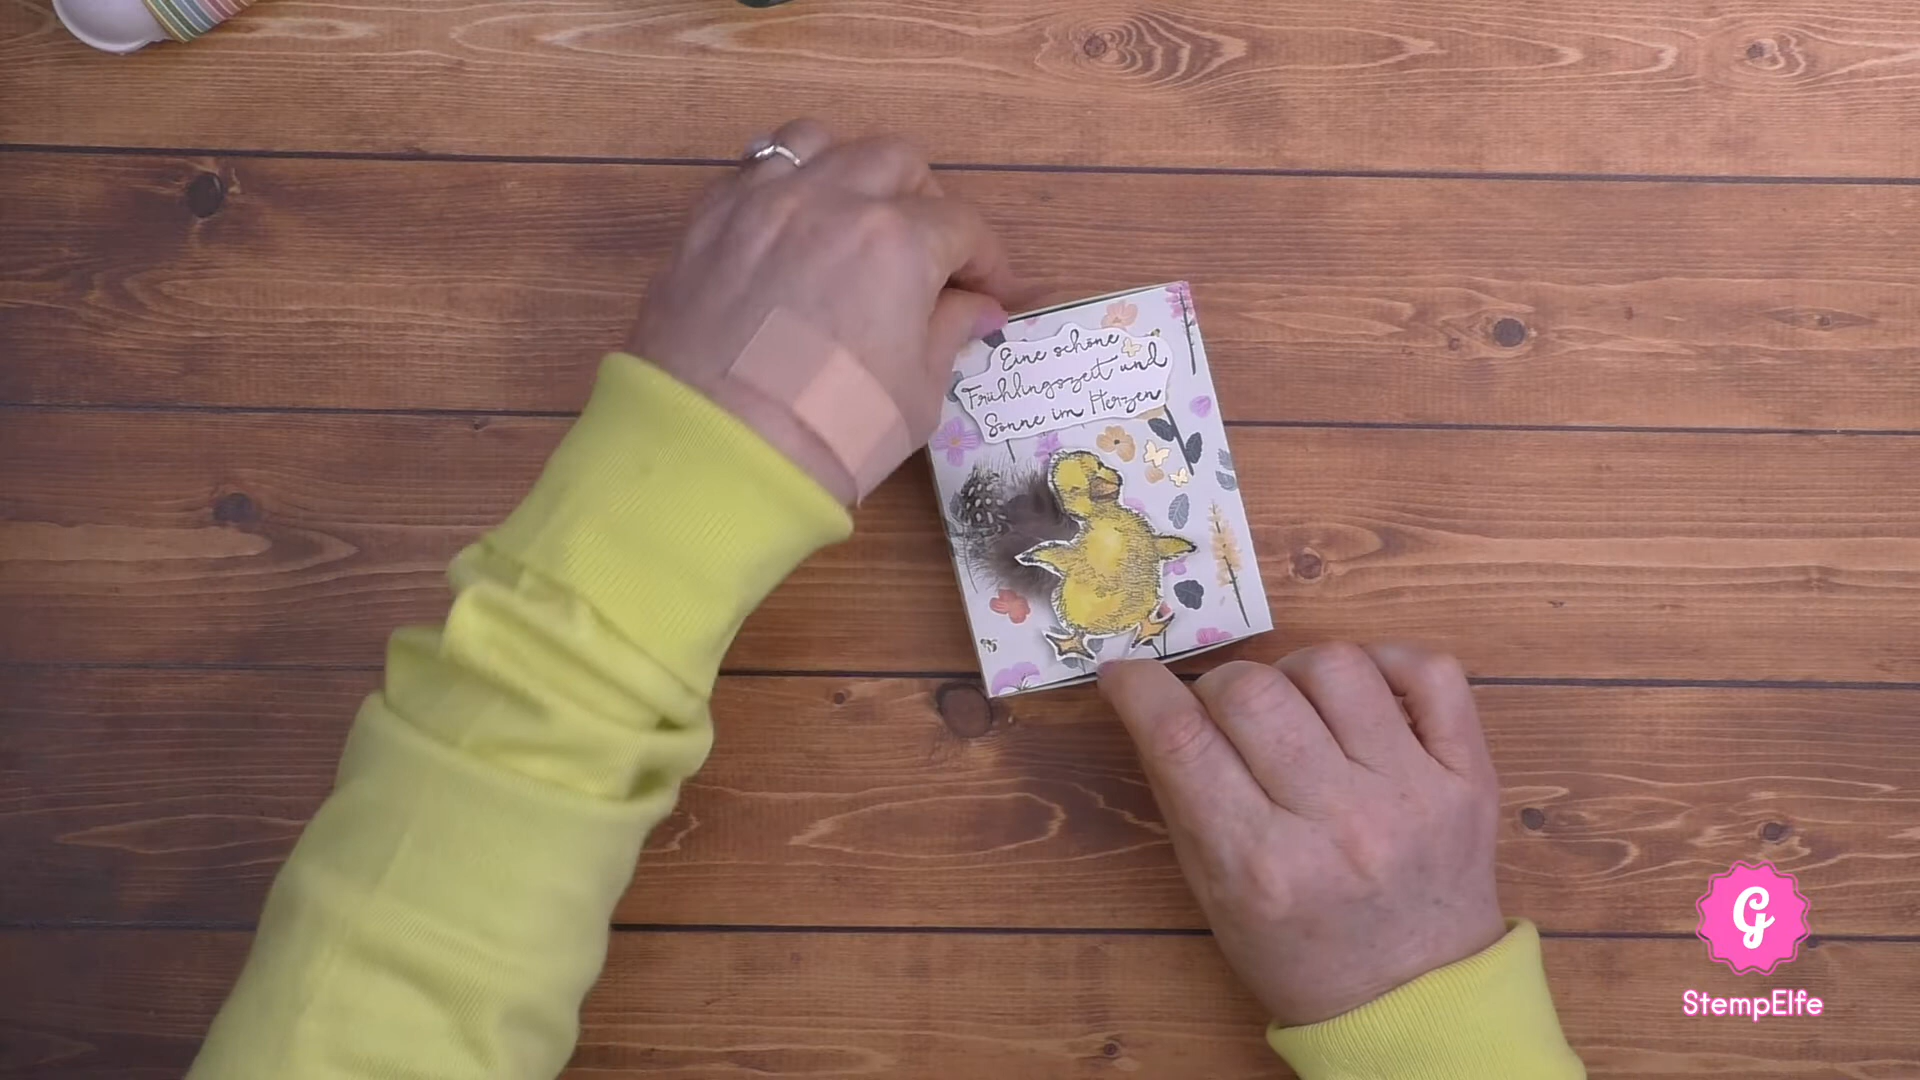 Eine schöne
Frühlingszeit und
Sonne im Herzen
G
StempElfe